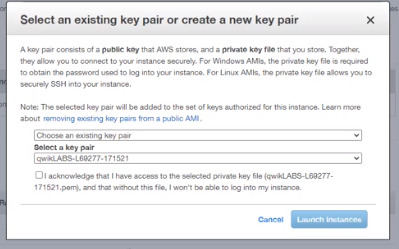 Select an existing key pair or create a new key pair
A key pair consists of a public key that AWS stores, and a private key file that you store. Together,
they allow you to connect to your instance securely. For Windows AMIs, the private key file is required
to obtain the password used to log into your instance. For Linux AMIs, the private key file allows you to
securely SSH into your instance.
Note: The selected key pair will be added to the set of keys authorized for this instance. Learn more
about removing existing key pairs from a public AMI.
Choose an existing key pair
Select a key pair
qwikLABS-L69277-171521
I acknowledge that I have access to the selected private key file (qwikLABS-L69277-
171521.pem), and that without this file, I won't be able to log into my instance.
Cancel
Launch Instances